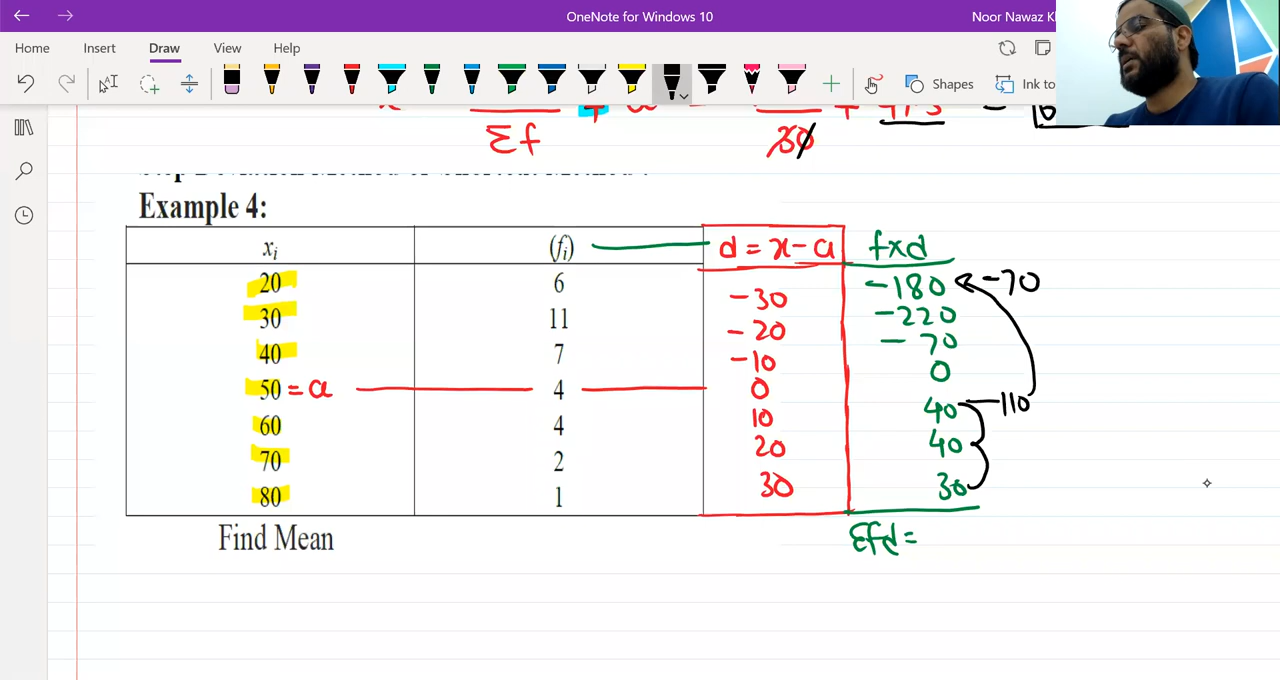 OneNote for Windows 10
Noor Nawaz
Home Insert Draw View Help
Shapes Ink to
Σf 30 +
Example 4:
xi (fi) d = x - a fxd
20 6 -30 -180 -70
30 11 -20 -220
40 7 -10 -70
50 = a 4 0 0
60 4 10 40 110
70 2 20 40
80 1 30 30
Find Mean Σfd =